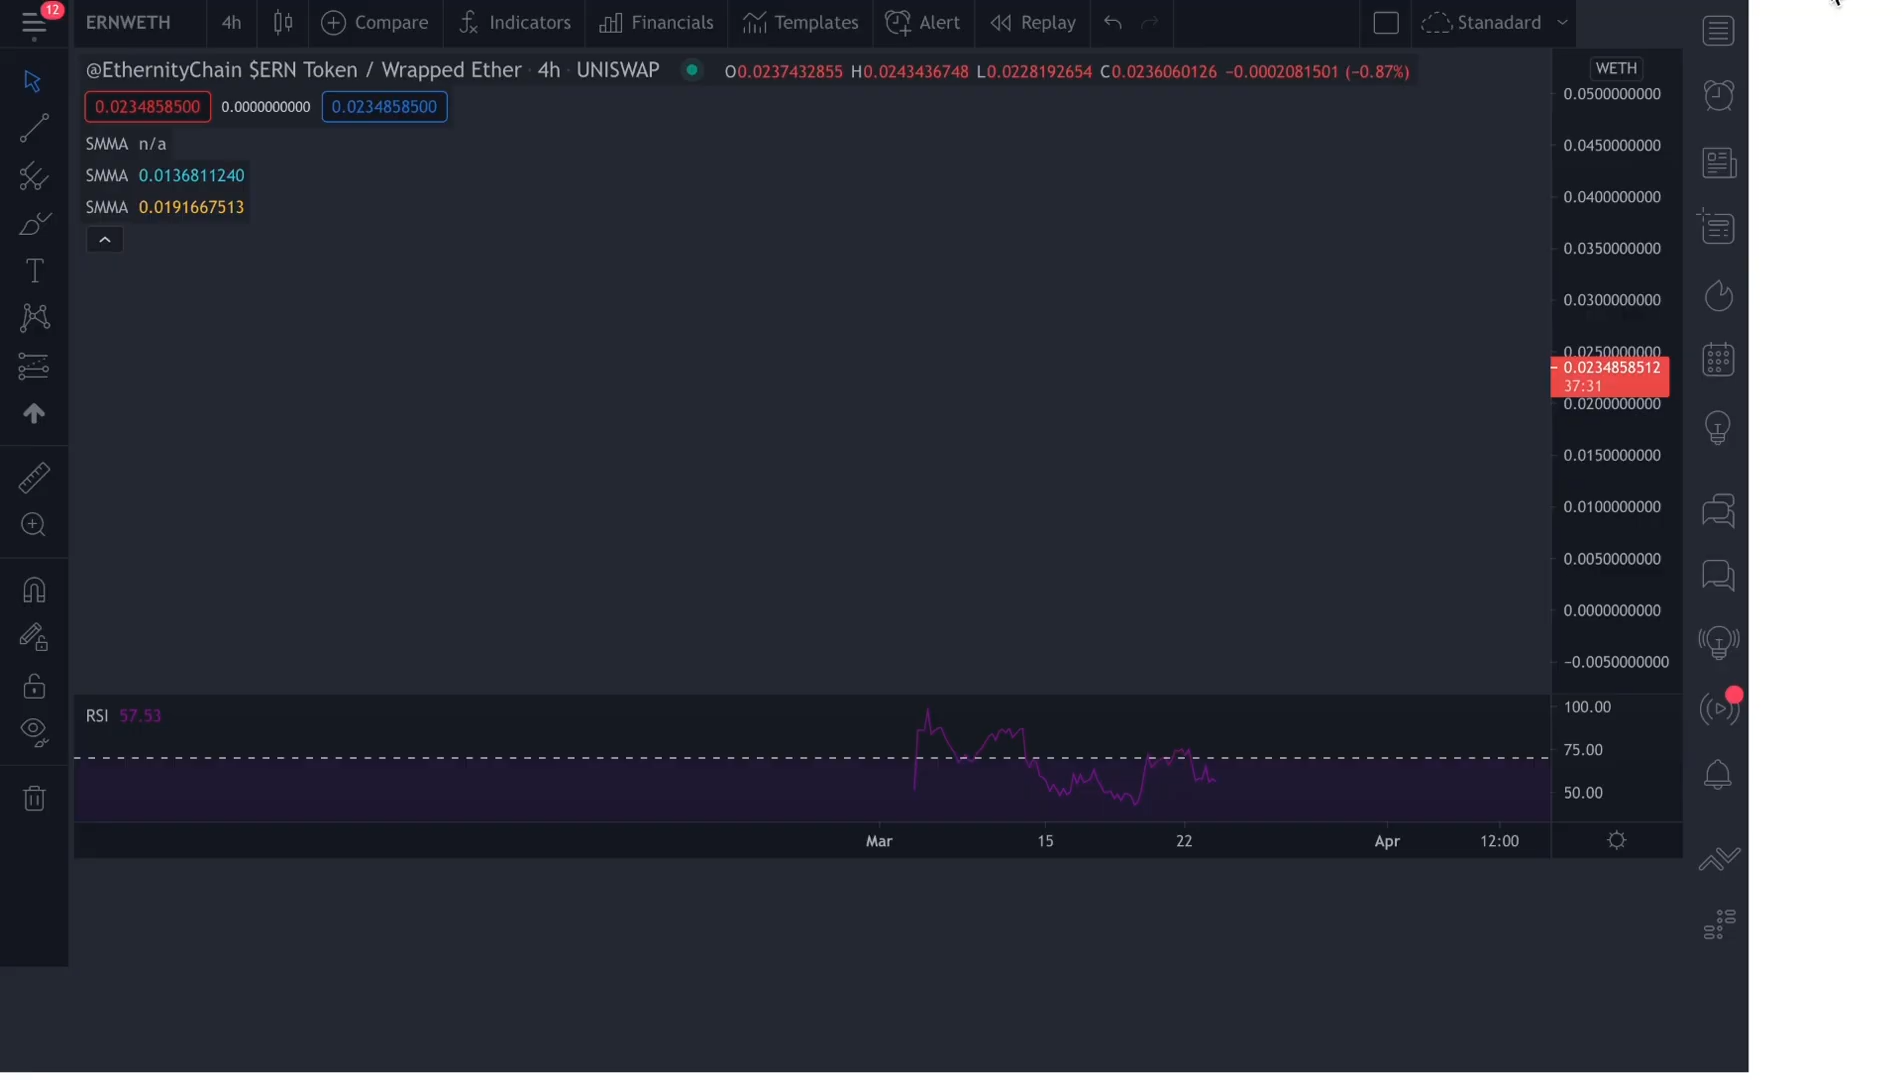 12
ERNWETH 4h Compare Indicators Financials Templates Alert Replay Stanadard
@EthernityChain $ERN Token / Wrapped Ether · 4h · UNISWAP O0.0237432855 H0.0243436748 L0.0228192654 C0.0236060126 −0.0002081501 (−0.87%)
WETH
0.0234858500 0.0000000000 0.0234858500
SMMA n/a
SMMA 0.0136811240
SMMA 0.0191667513
0.0500000000
0.0450000000
0.0400000000
0.0350000000
0.0300000000
0.0250000000
0.0234858512
37:31
0.0200000000
0.0150000000
0.0100000000
0.0050000000
0.0000000000
−0.0050000000
RSI 57.53
100.00
75.00
50.00
Mar 15 22 Apr 12:00